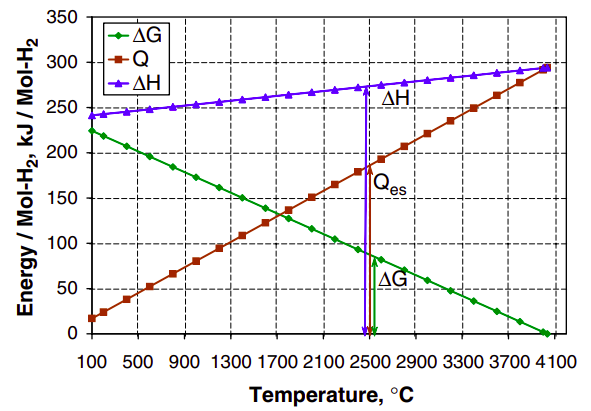 350
300
250
200
150
100
50
0
Energy / Mol-H₂, kJ / Mol-H₂
ΔG
Q
ΔH
ΔH
Qes
ΔG
100 500 900 1300 1700 2100 2500 2900 3300 3700 4100
Temperature, °C